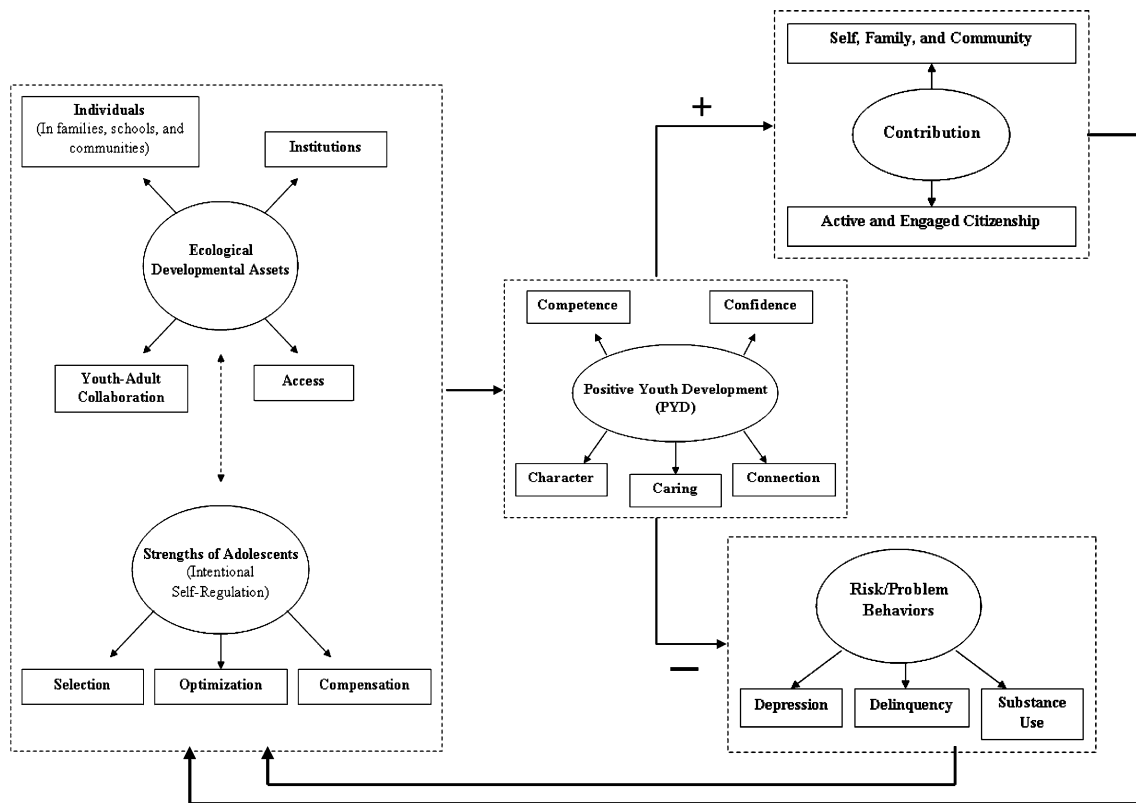 Self, Family, and Community
Contribution
Active and Engaged Citizenship
+
Individuals
(In families, schools, and
communities)
Institutions
Ecological
Developmental Assets
Youth-Adult
Collaboration
Access
Competence
Confidence
Positive Youth Development
(PYD)
Character
Caring
Connection
Strengths of Adolescents
(Intentional
Self-Regulation)
Selection
Optimization
Compensation
—
Risk/Problem
Behaviors
Depression
Delinquency
Substance
Use